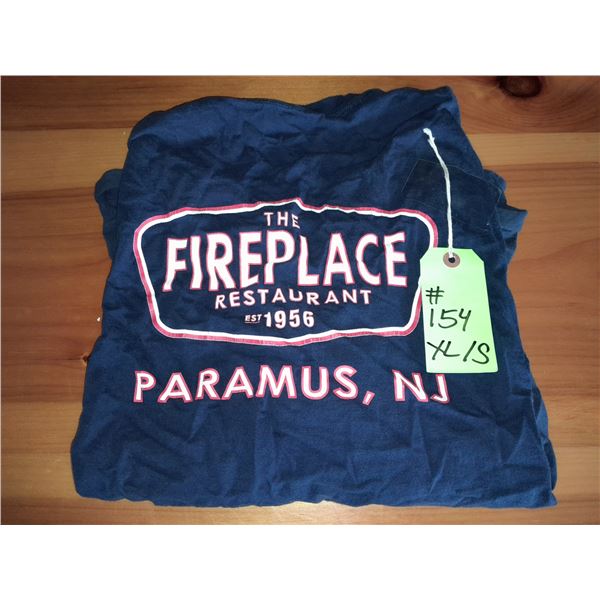 THE
FIREPLACE
RESTAURANT
EST 1956
PARAMUS, NJ
#
154
XL/S